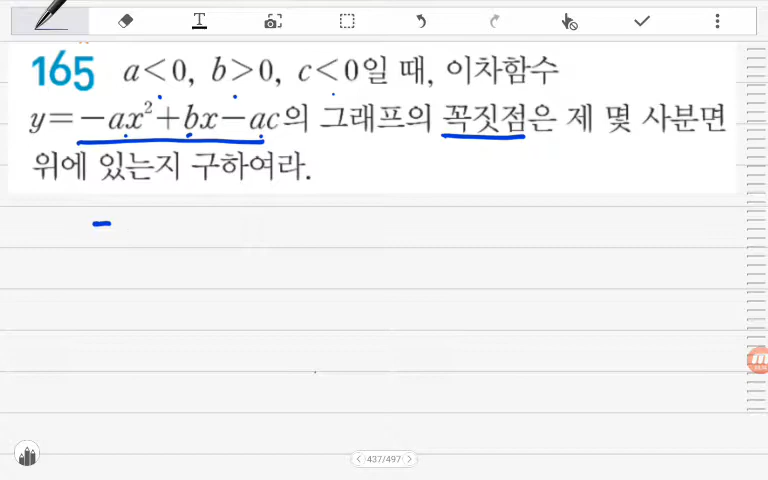 165 a<0, b>0, c<0일 때, 이차함수
y=-ax²+bx-ac의 그래프의 꼭짓점은 제 몇 사분면
위에 있는지 구하여라.
437/497